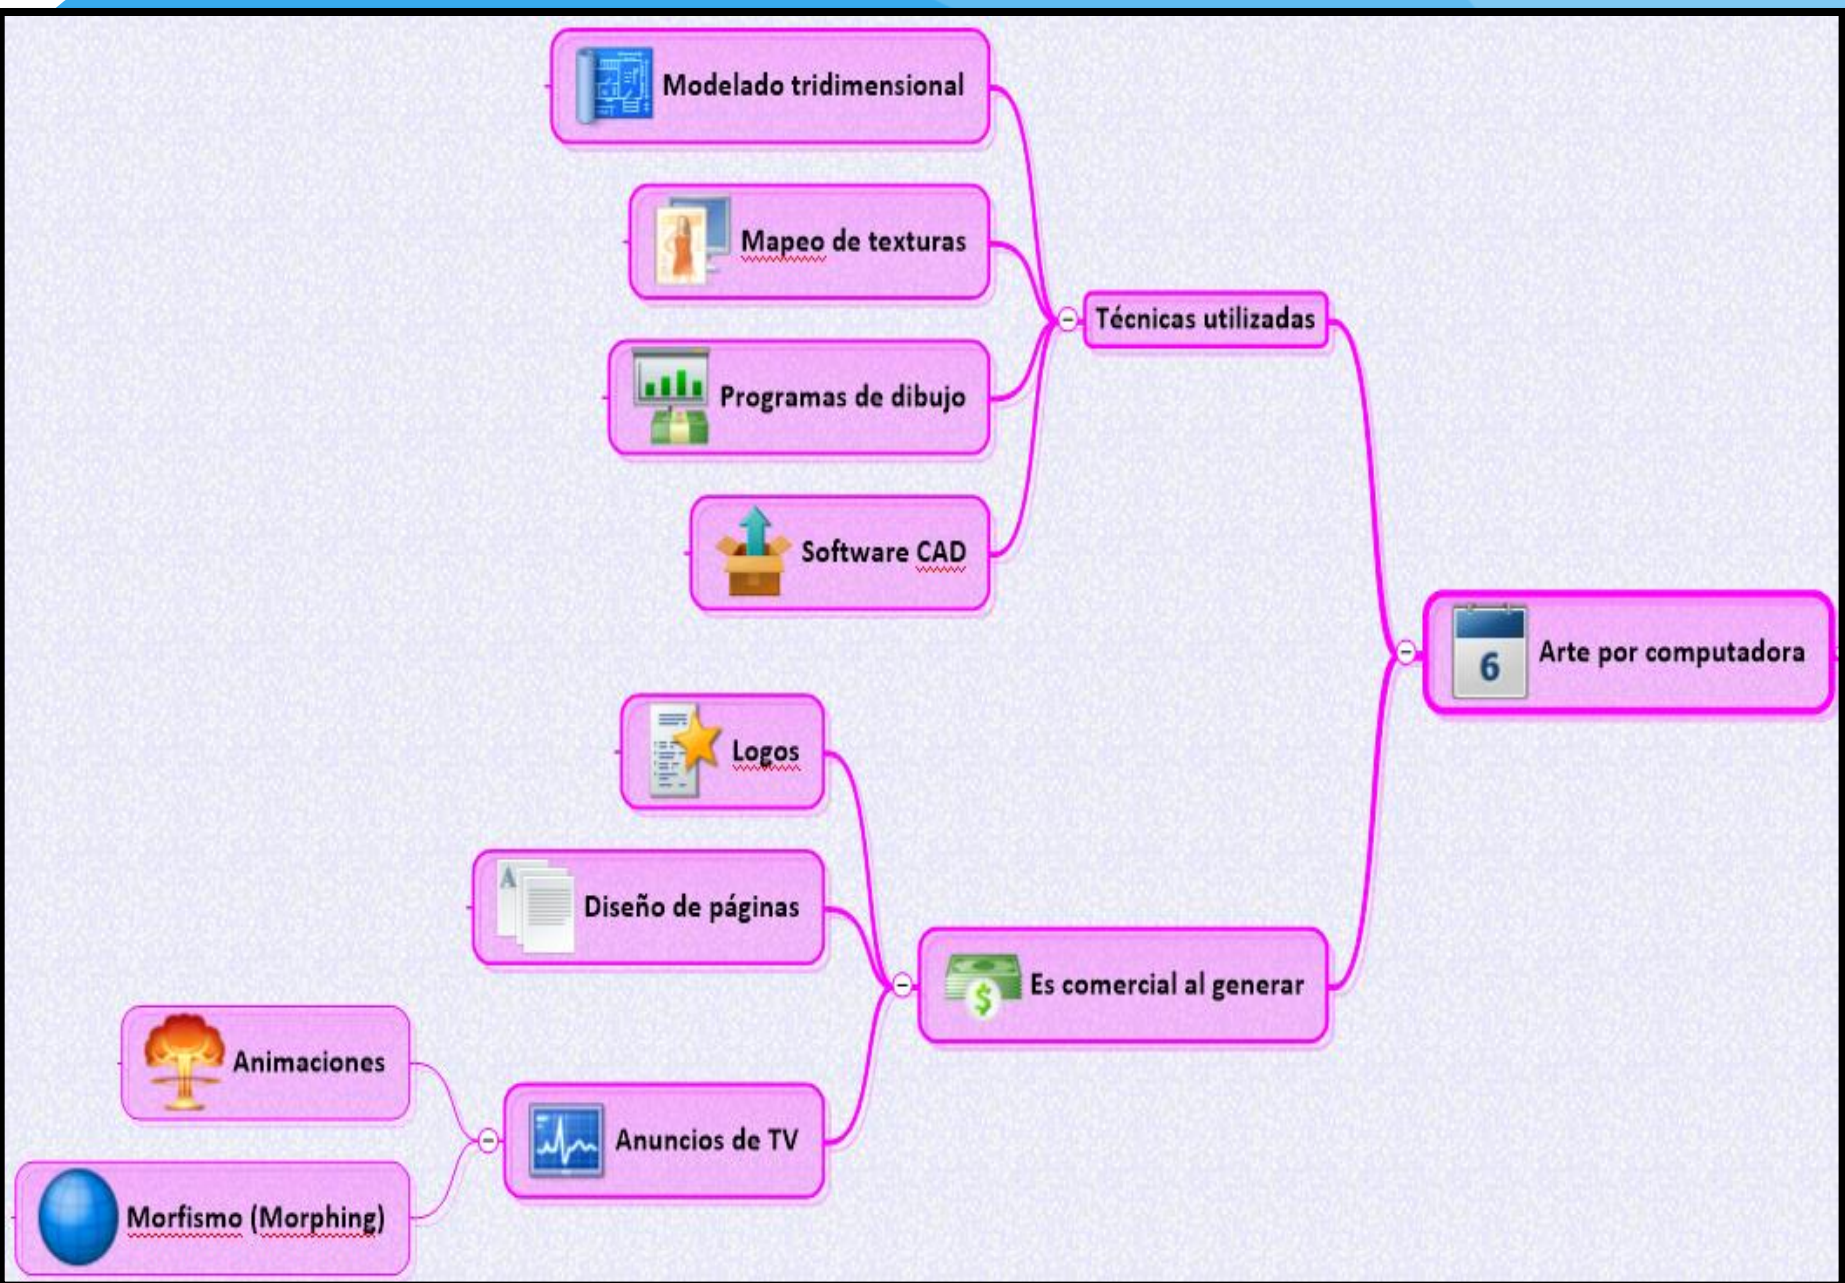 Modelado tridimensional
Mapeo de texturas
Técnicas utilizadas
Programas de dibujo
Software CAD
6
Arte por computadora
Logos
A
Diseño de páginas
$
Es comercial al generar
Animaciones
Anuncios de TV
Morfismo (Morphing)